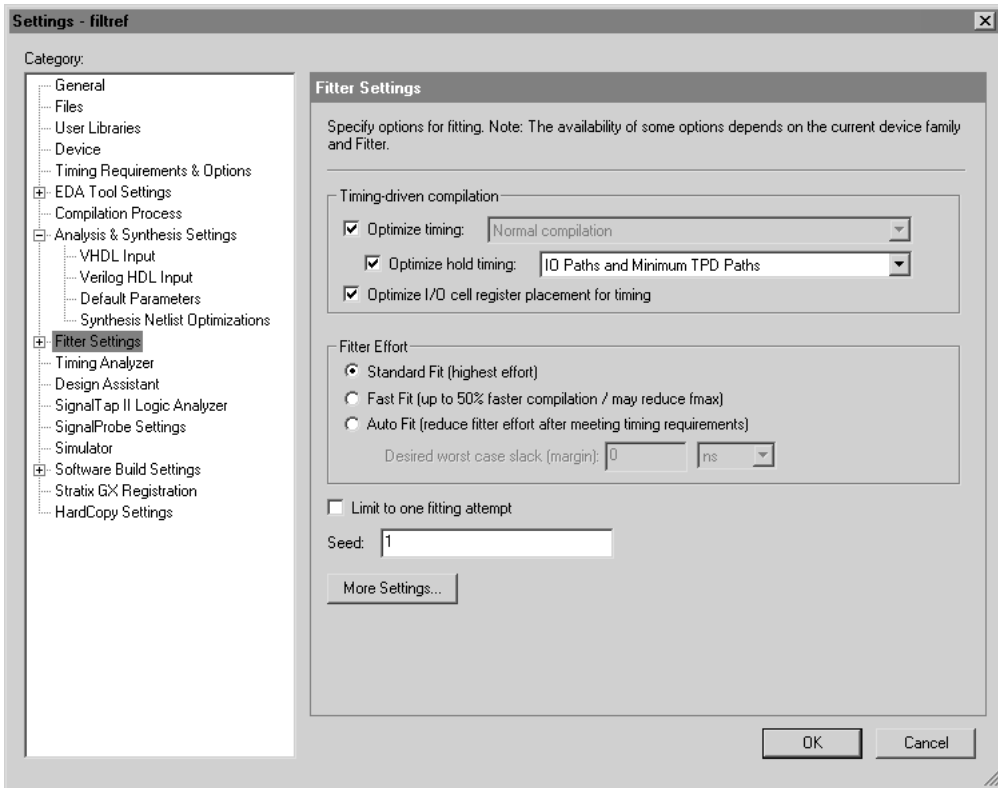 Settings - filtref
Category:
General
Files
User Libraries
Device
Timing Requirements & Options
EDA Tool Settings
Compilation Process
Analysis & Synthesis Settings
VHDL Input
Verilog HDL Input
Default Parameters
Synthesis Netlist Optimizations
Fitter Settings
Timing Analyzer
Design Assistant
SignalTap II Logic Analyzer
SignalProbe Settings
Simulator
Software Build Settings
Stratix GX Registration
HardCopy Settings
Fitter Settings
Specify options for fitting. Note: The availability of some options depends on the current device family
and Fitter.
Timing-driven compilation
Optimize timing: Normal compilation
Optimize hold timing: IO Paths and Minimum TPD Paths
Optimize I/O cell register placement for timing
Fitter Effort
Standard Fit (highest effort)
Fast Fit (up to 50% faster compilation / may reduce fmax)
Auto Fit (reduce fitter effort after meeting timing requirements)
Desired worst case slack (margin): 0 ns
Limit to one fitting attempt
Seed: 1
More Settings...
OK Cancel